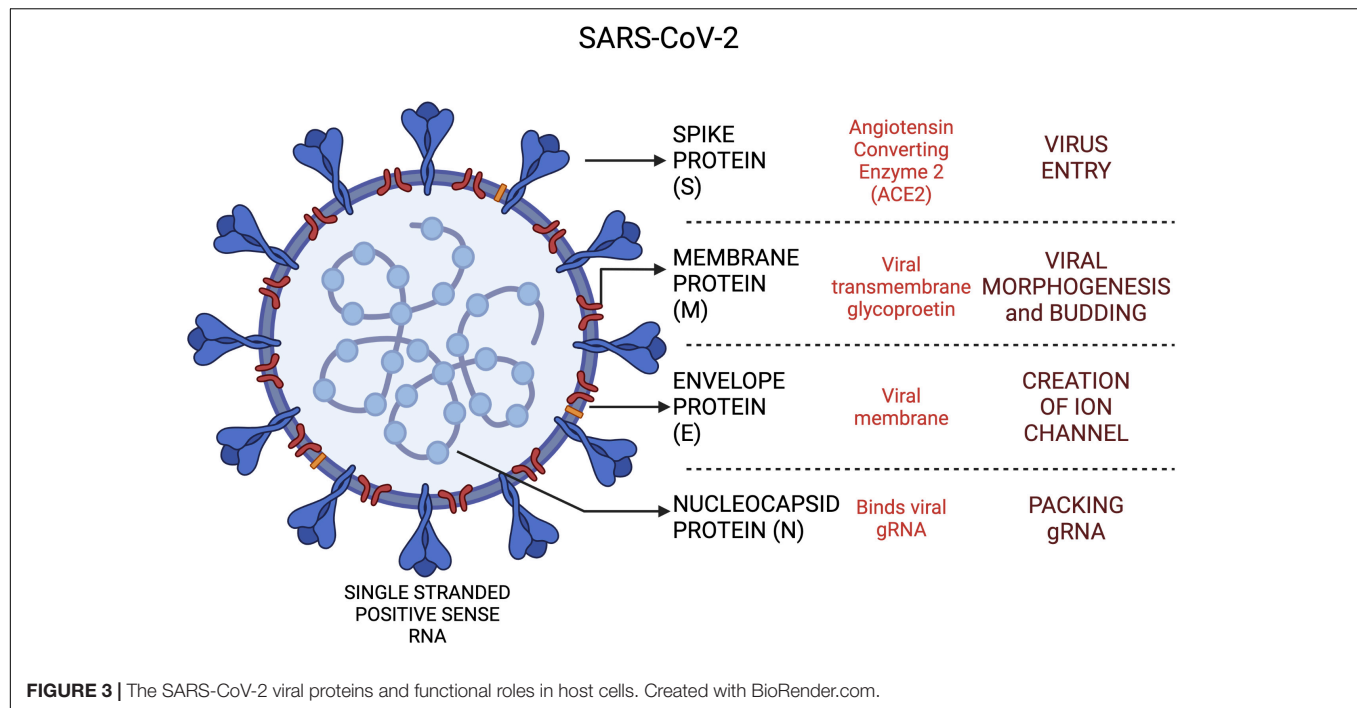 SARS-CoV-2
SPIKE
PROTEIN
(S)
Angiotensin
Converting
Enzyme 2
(ACE2)
VIRUS
ENTRY
MEMBRANE
PROTEIN
(M)
Viral
transmembrane
glycoproetin
VIRAL
MORPHOGENESIS
and BUDDING
ENVELOPE
PROTEIN
(E)
Viral
membrane
CREATION
OF ION
CHANNEL
NUCLEOCAPSID
PROTEIN (N)
Binds viral
gRNA
PACKING
gRNA
SINGLE STRANDED
POSITIVE SENSE
RNA
FIGURE 3 | The SARS-CoV-2 viral proteins and functional roles in host cells. Created with BioRender.com.